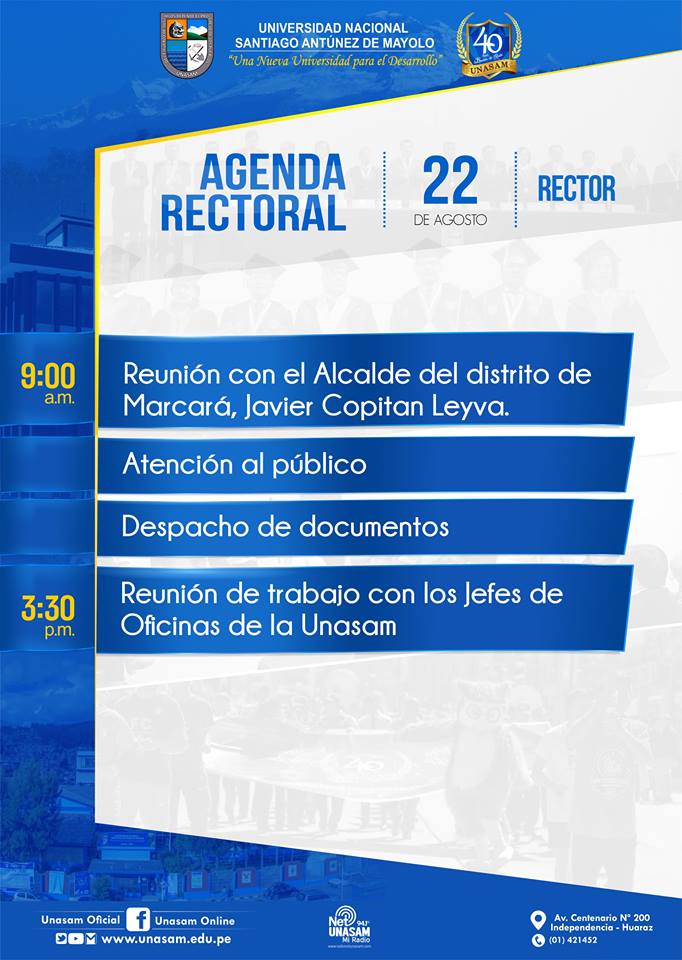 UNIVERSIDAD NACIONAL
SANTIAGO ANTÚNEZ DE MAYOLO
"Una Nueva Universidad para el Desarrollo"
UNASAM
40
UNASAM
AGENDA
RECTORAL
22
DE AGOSTO
RECTOR
9:00
a.m.
Reunión con el Alcalde del distrito de
Marcará, Javier Copitan Leyva.
Atención al público
Despacho de documentos
3:30
p.m.
Reunión de trabajo con los Jefes de
Oficinas de la Unasam
Unasam Oficial
Unasam Online
www.unasam.edu.pe
Net 94.1
UNASAM
Mi Radio
Av. Centenario N° 200
Independencia - Huaraz
(01) 421452